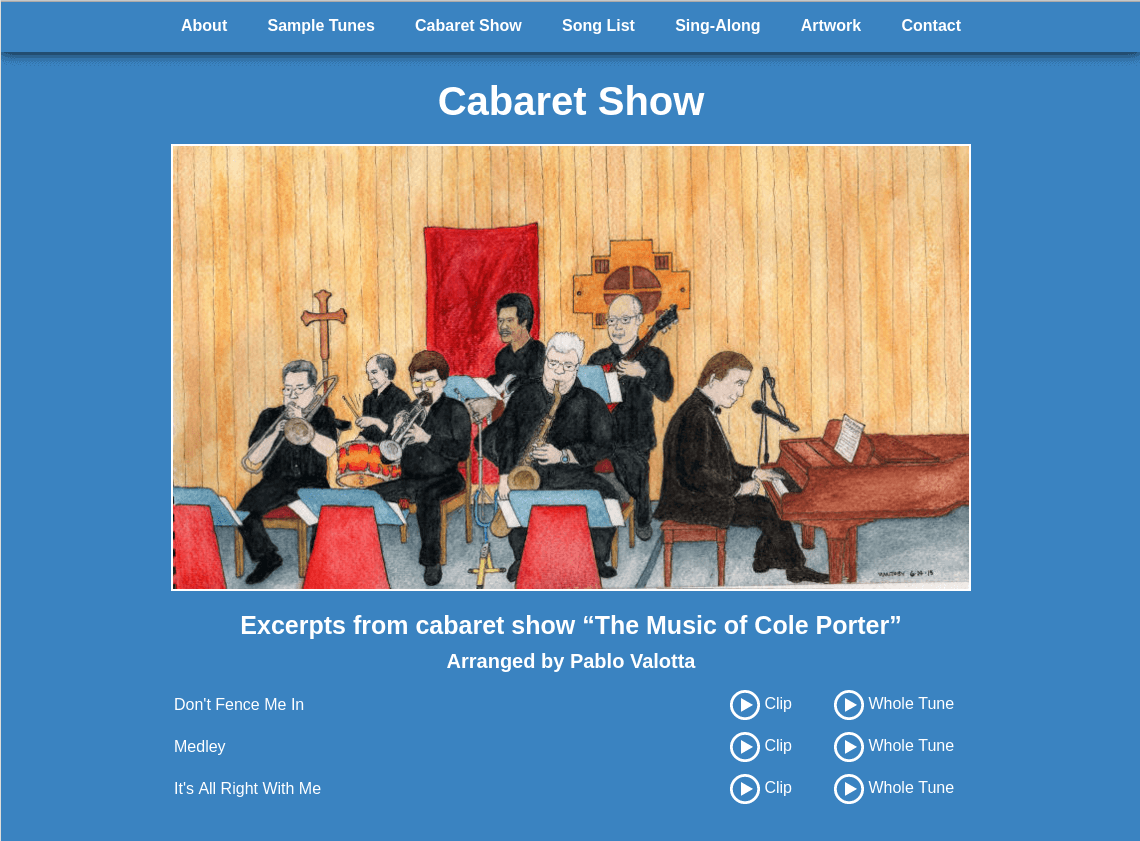 About Sample Tunes Cabaret Show Song List Sing-Along Artwork Contact
Cabaret Show
Excerpts from cabaret show “The Music of Cole Porter”
Arranged by Pablo Valotta
Don't Fence Me In Clip Whole Tune
Medley Clip Whole Tune
It's All Right With Me Clip Whole Tune